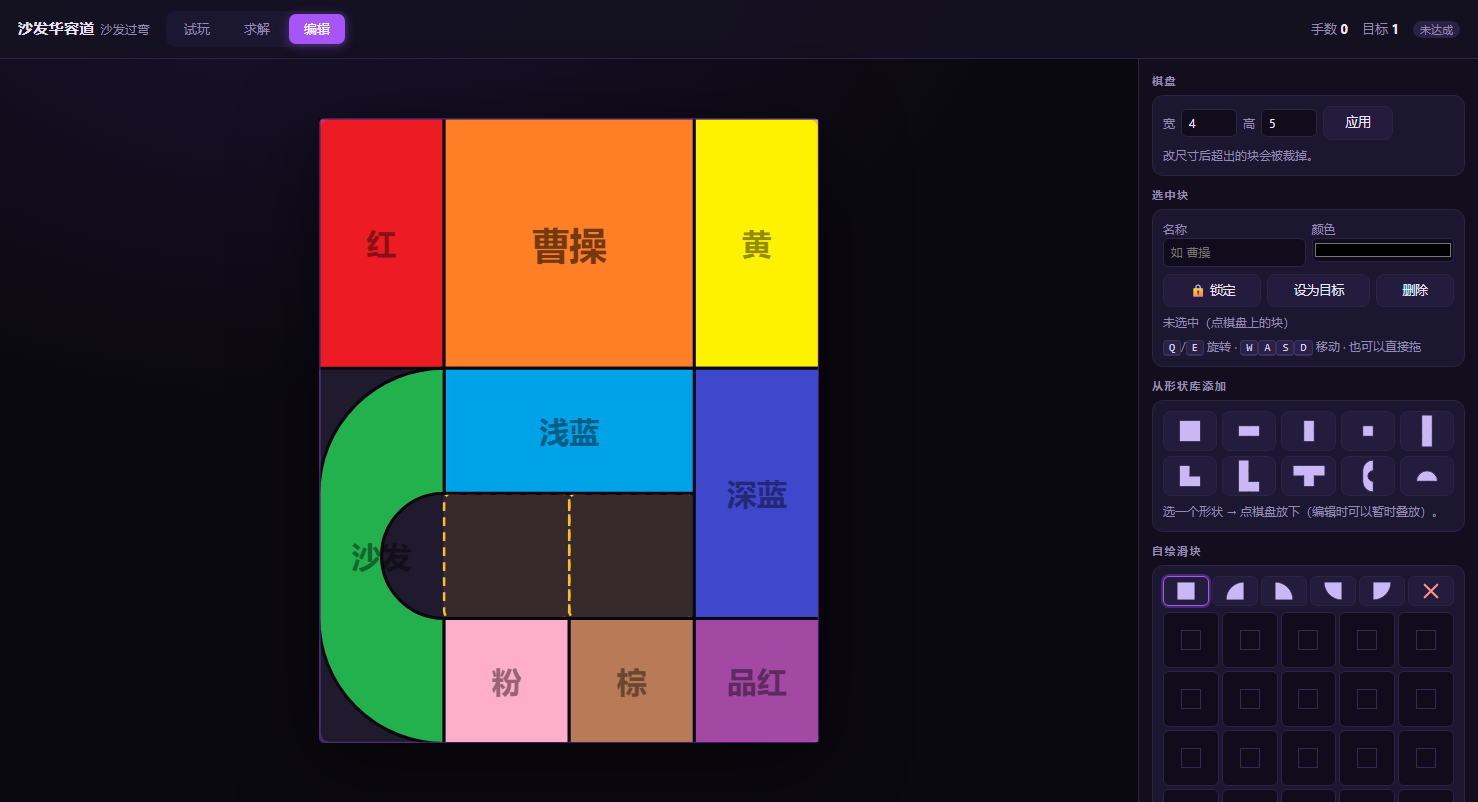 沙发华容道 沙发过弯 试玩 求解 编辑 手数 0 目标 1 未达成
棋盘
宽 4 高 5 应用
改尺寸后超出的块会被裁掉。
选中块
名称 颜色
如 曹操
🔒 锁定 设为目标 删除
未选中（点棋盘上的块）
Q/E 旋转 · W A S D 移动 · 也可以直接拖
从形状库添加
选一个形状 → 点棋盘放下（编辑时可以暂时叠放）。
自绘滑块
红 曹操 黄
浅蓝
深蓝
沙发
粉 棕 品红